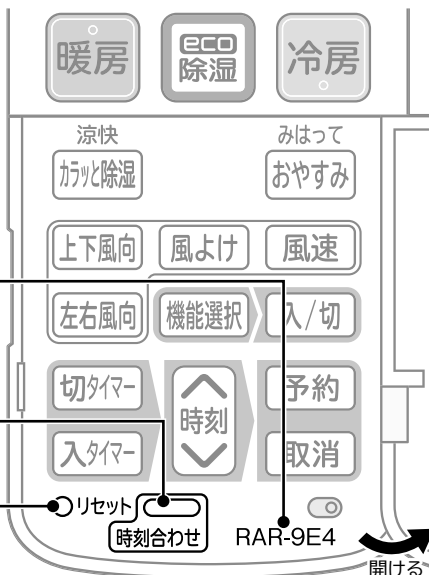 暖房 eco 除湿 冷房
涼快 みはって
カラッと除湿 おやすみ
上下風向 風よけ 風速
左右風向 機能選択 入/切
切タイマー 時刻 予約
入タイマー 取消
リセット 時刻合わせ RAR-9E4
開ける